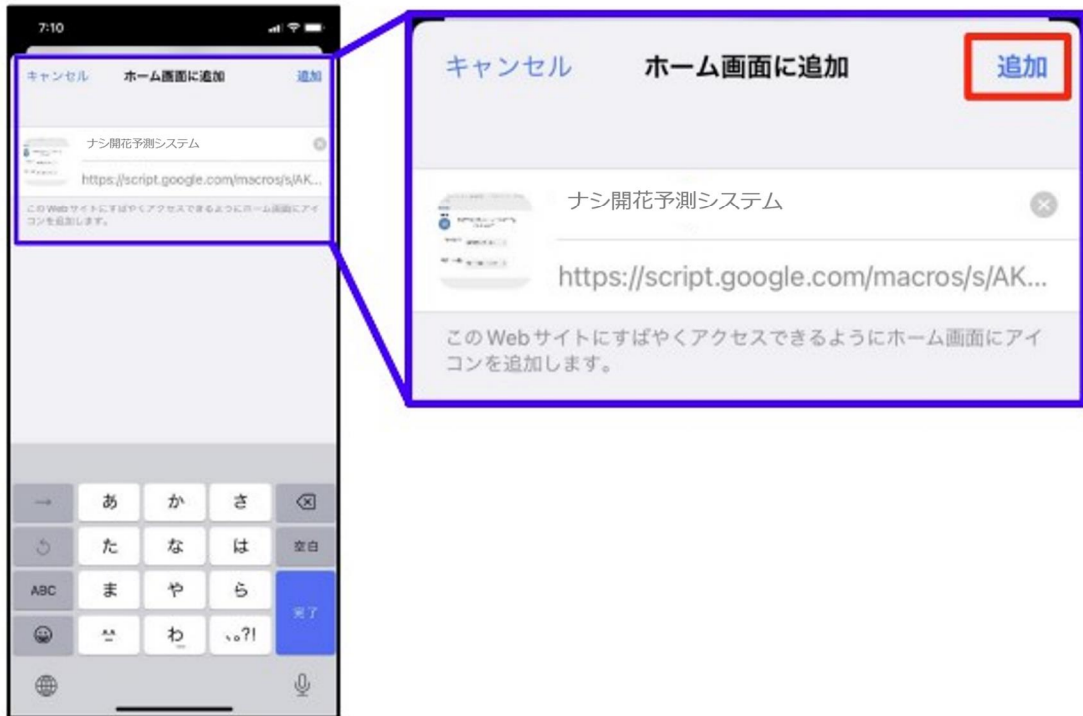 7:10
キャンセル ホーム画面に追加 追加
ナシ開花予測システム
https://script.google.com/macros/s/AK...
このWebサイトにすばやくアクセスできるようにホーム画面にアイ
コンを追加します。
→ あ か さ
た な は 空白
ABC ま や ら
完了
^^ わ 、。?!
キャンセル ホーム画面に追加 追加
ナシ開花予測システム
https://script.google.com/macros/s/AK...
このWebサイトにすばやくアクセスできるようにホーム画面にアイ
コンを追加します。